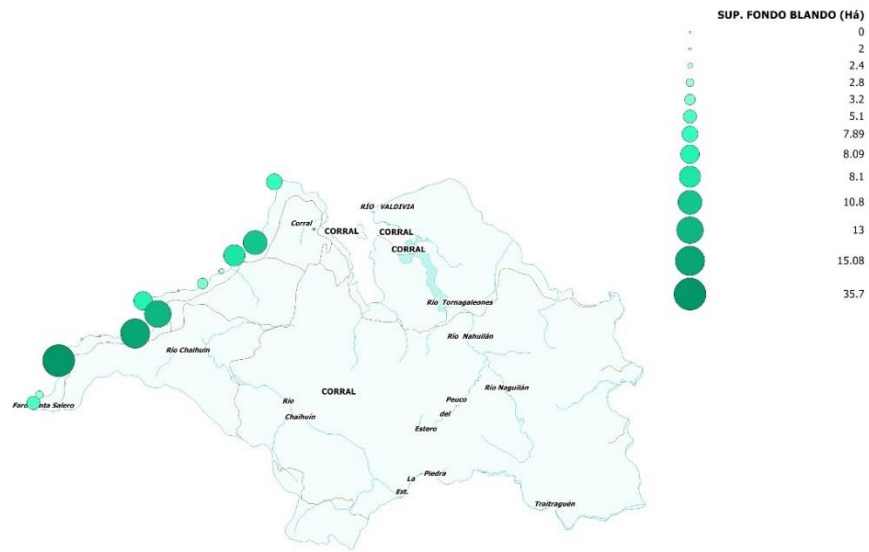 SUP. FONDO BLANDO (Há)
0
2
2.4
2.8
3.2
5.1
7.89
8.09
8.1
10.8
13
15.08
35.7
RÍO VALDIVIA
Corral
CORRAL
CORRAL
CORRAL
Río Tornagaleones
Río Nahuilán
Río Chaihuín
Río Naguilán
CORRAL
Río
Chaihuín
Peuco
del
Estero
Faro
nta Salero
Piedra
La
Est.
Traitraguén